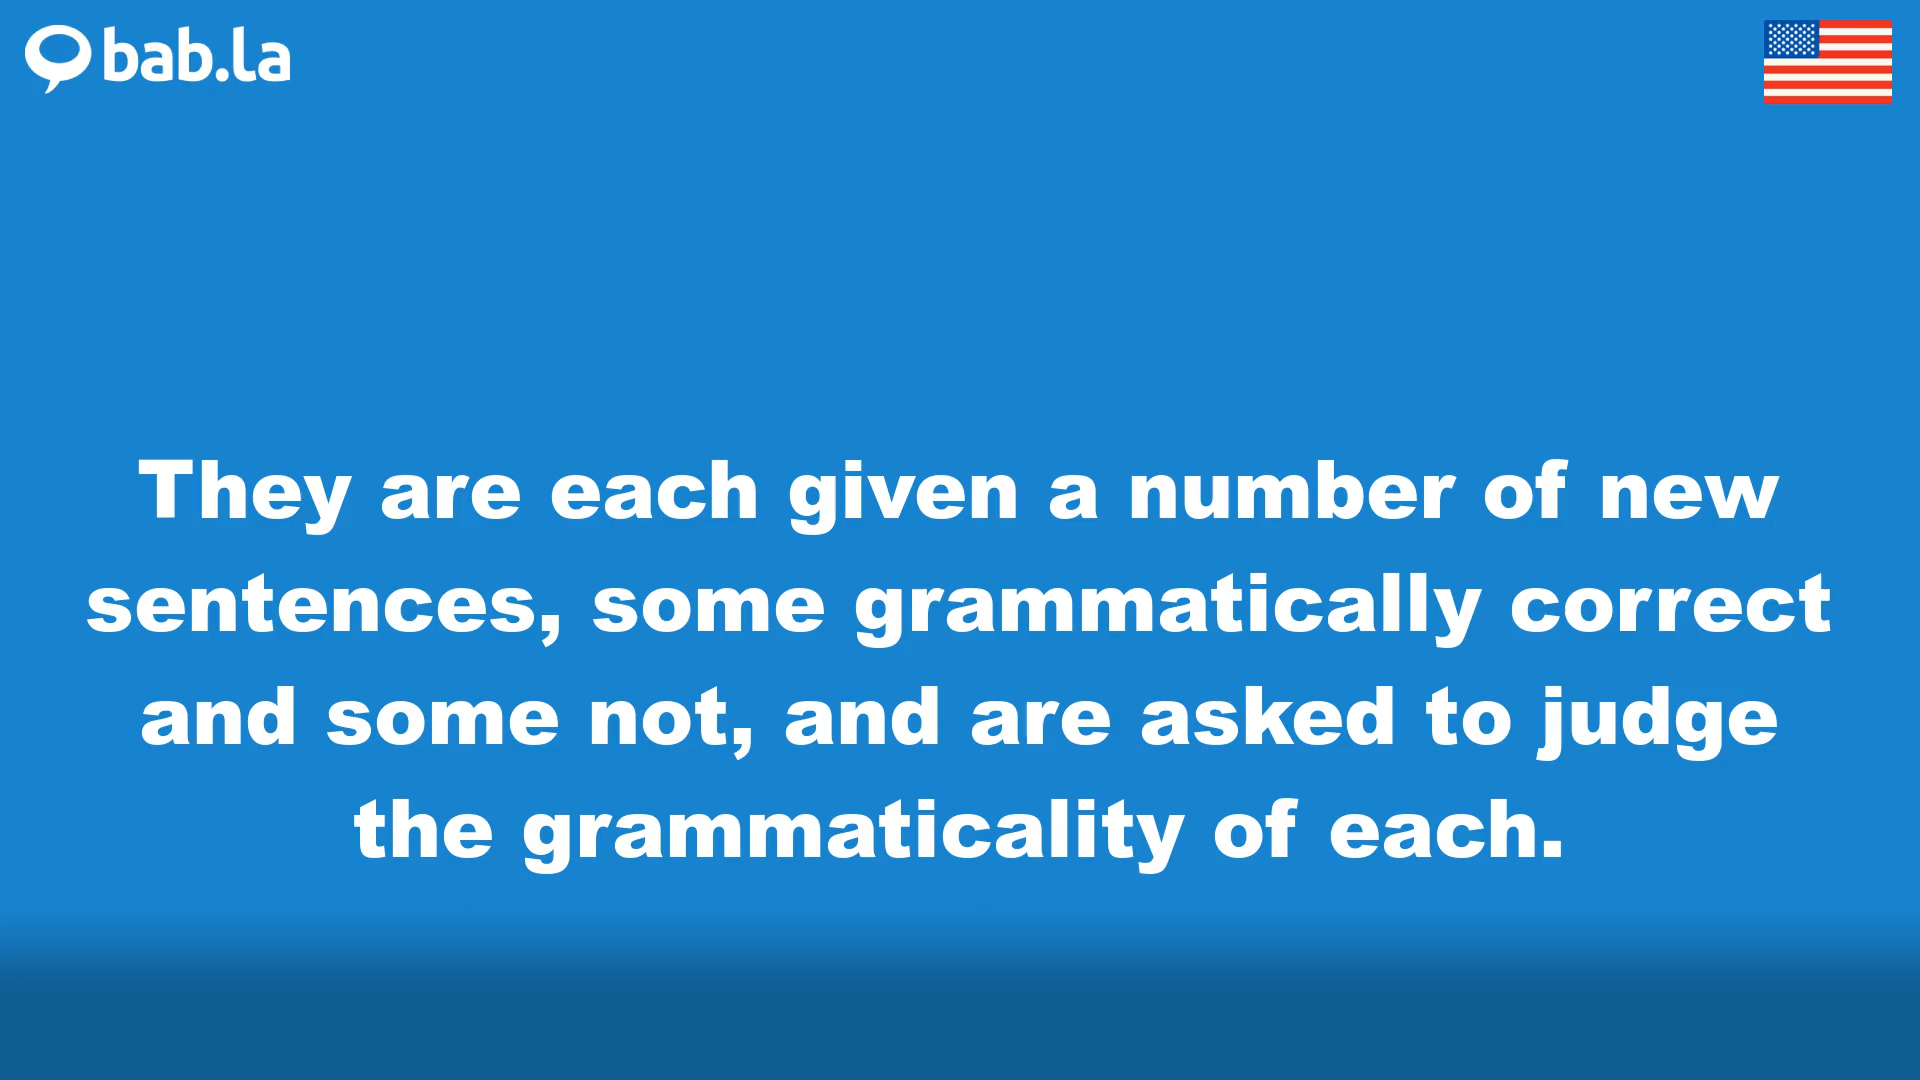 bab.la
They are each given a number of new
sentences, some grammatically correct
and some not, and are asked to judge
the grammaticality of each.